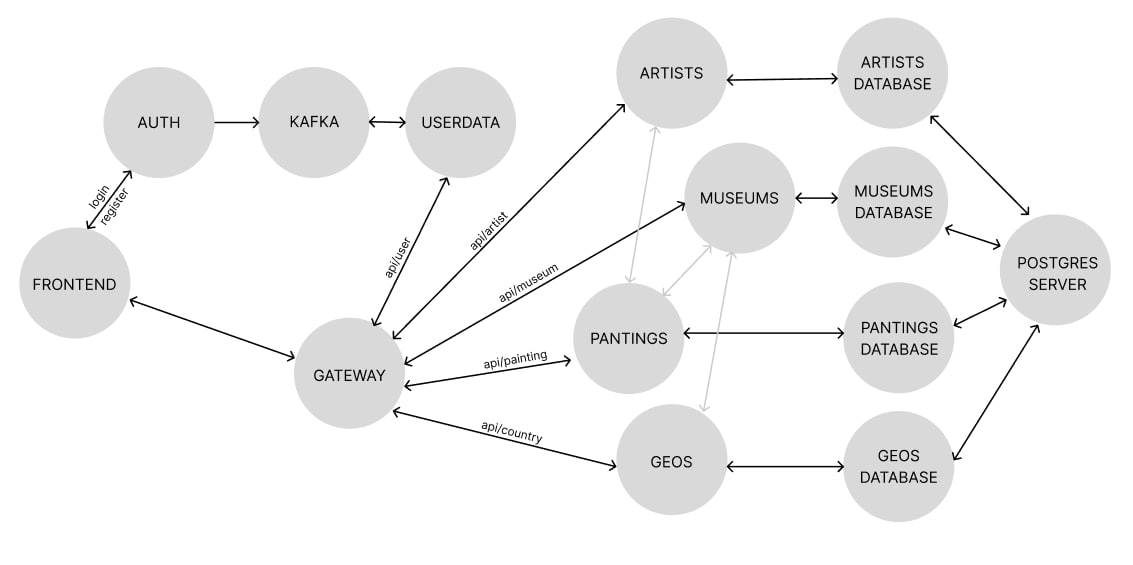 ARTISTS
ARTISTS
DATABASE
AUTH
KAFKA
USERDATA
login
register
MUSEUMS
MUSEUMS
DATABASE
api/artist
api/user
api/museum
FRONTEND
POSTGRES
SERVER
PANTINGS
PANTINGS
DATABASE
GATEWAY
api/painting
api/country
GEOS
GEOS
DATABASE